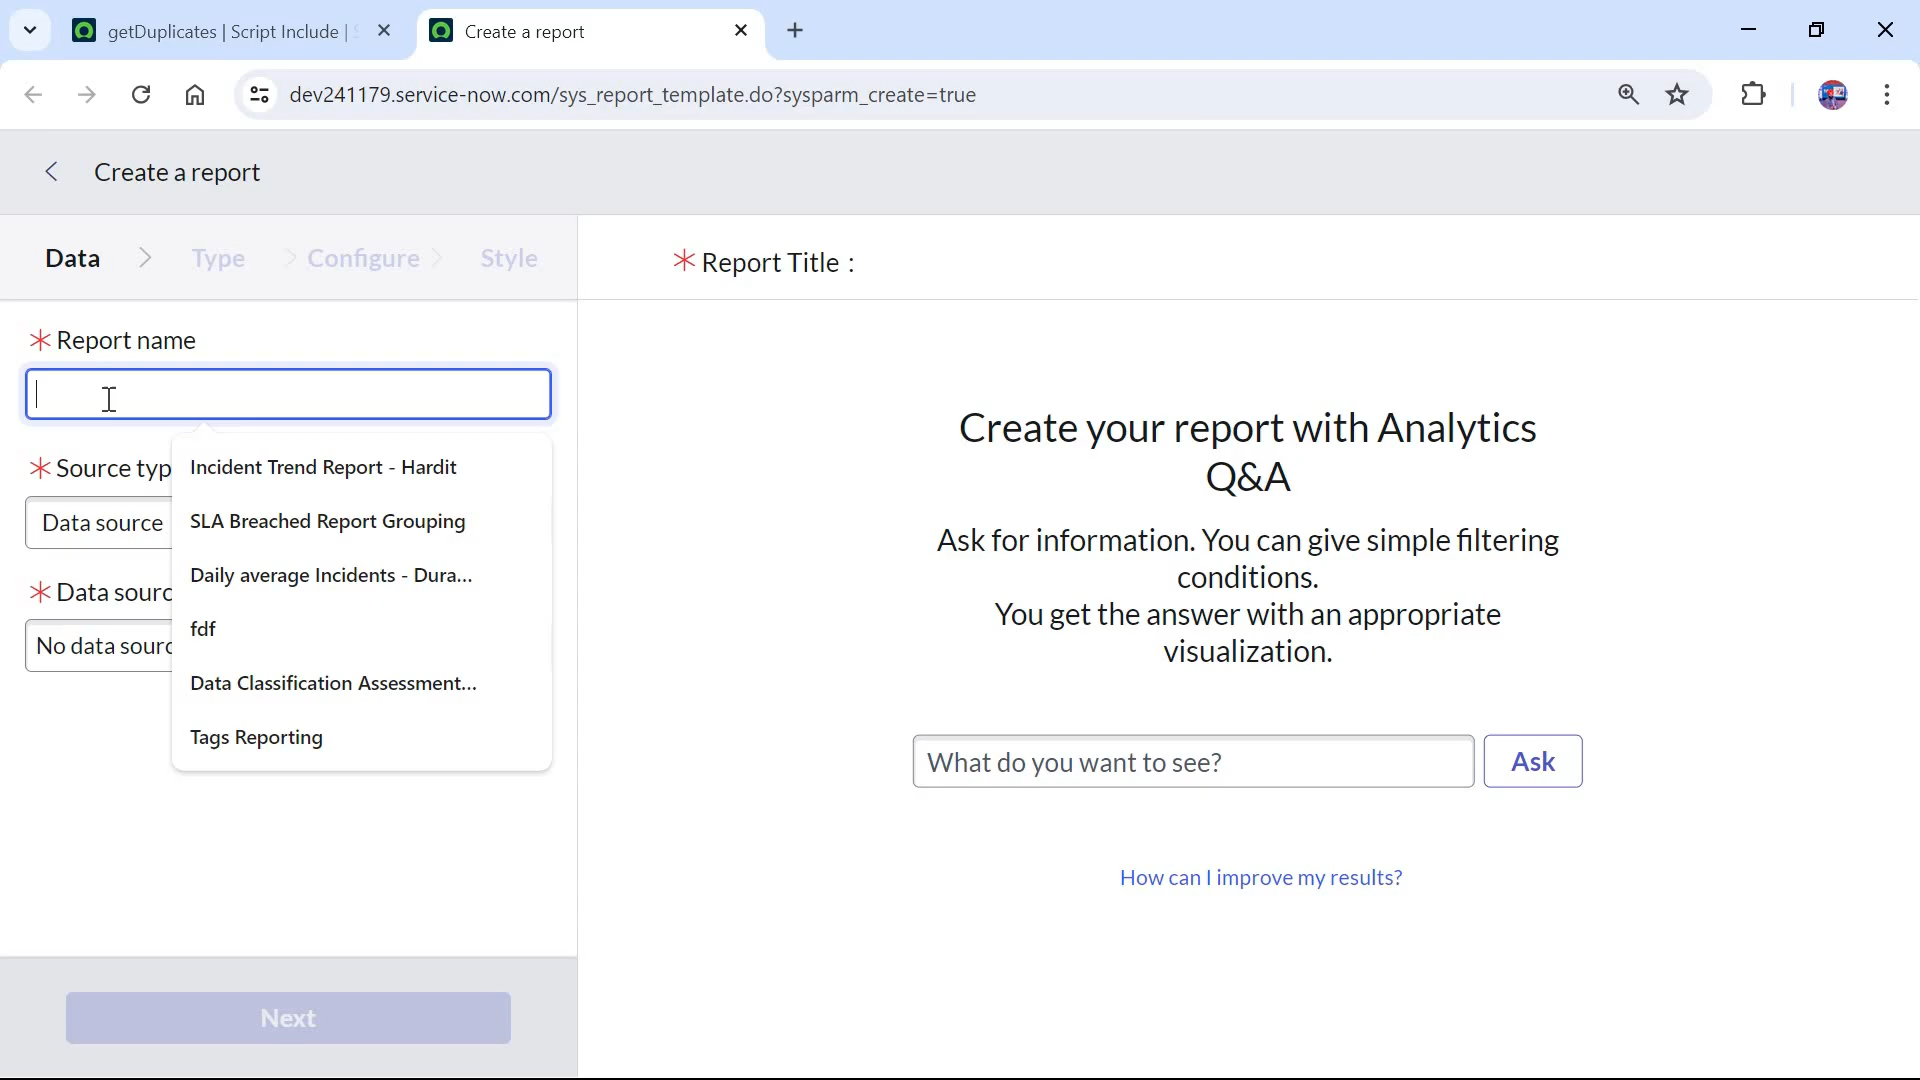 getDuplicates | Script Include |
Create a report
dev241179.service-now.com/sys_report_template.do?sysparm_create=true
Create a report
Data
Type
Configure
Style
Report Title :
Report name
Source typ
Data source
Data sourc
No data sourc
Incident Trend Report - Hardit
SLA Breached Report Grouping
Daily average Incidents - Dura...
fdf
Data Classification Assessment...
Tags Reporting
Create your report with Analytics
Q&A
Ask for information. You can give simple filtering
conditions.
You get the answer with an appropriate
visualization.
What do you want to see?
Ask
How can I improve my results?
Next